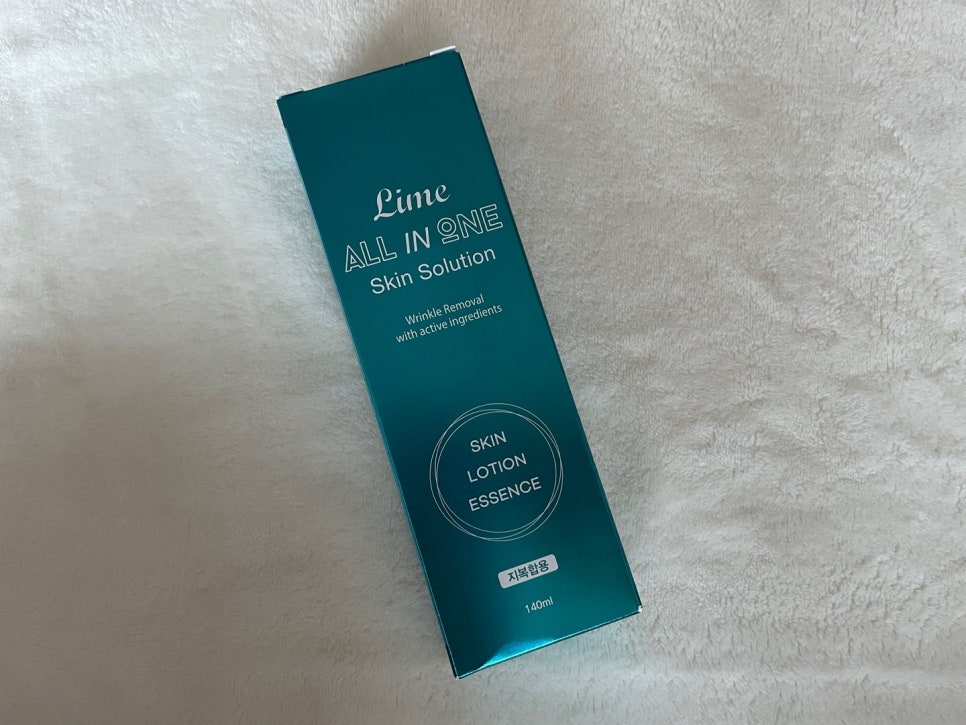 Lime
ALL IN ONE
Skin Solution
Wrinkle Removal
with active ingredients
SKIN
LOTION
ESSENCE
지복합용
140ml